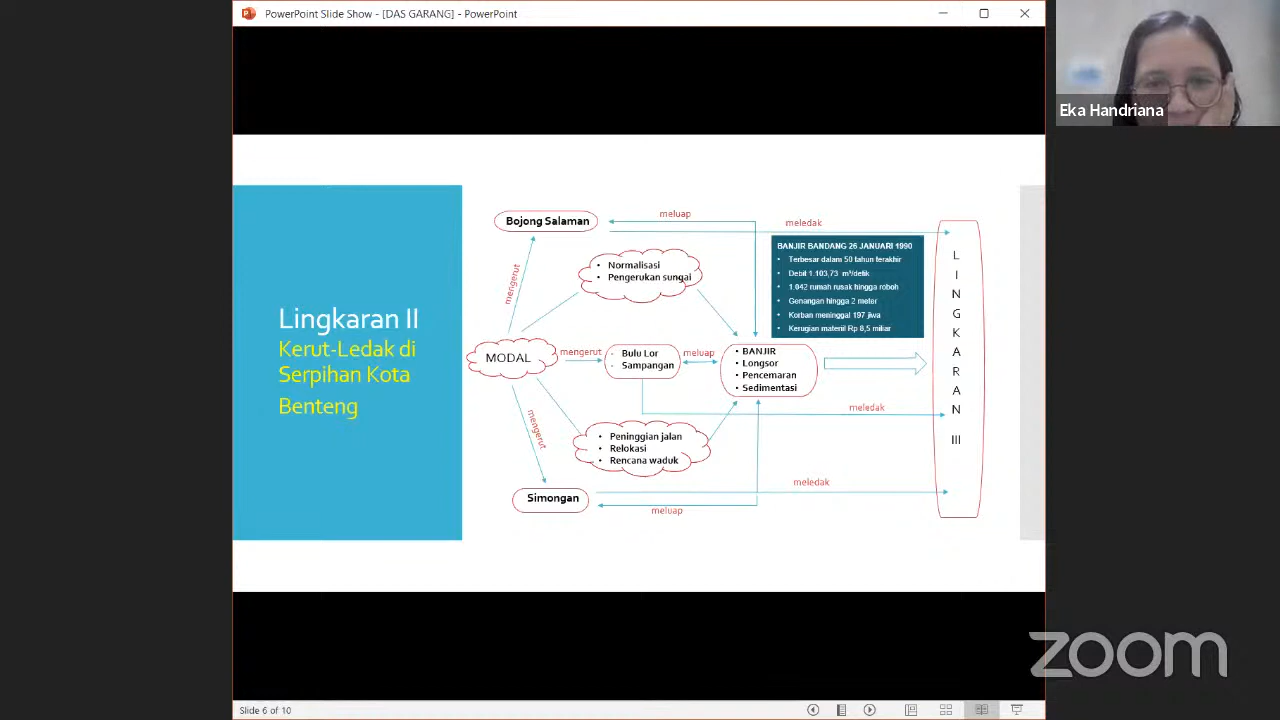 PowerPoint Slide Show - [DAS GARANG] - PowerPoint
Eka Handriana
Lingkaran II
Kerut-Ledak di
Serpihan Kota
Benteng
Bojong Salaman
meluap
meledak
mengerut
• Normalisasi
• Pengerukan sungai
BANJIR BANDANG 26 JANUARI 1990
• Terbesar dalam 50 tahun terakhir
• Debit 1.103,73 m³/detik
• 1.042 rumah rusak hingga roboh
• Genangan hingga 2 meter
• Korban meninggal 197 jiwa
• Kerugian materil Rp 8,5 miliar
MODAL
mengerut
• Bulu Lor
• Sampangan
meluap
• BANJIR
• Longsor
• Pencemaran
• Sedimentasi
LINGKARAN III
meledak
mengerut
• Peninggian jalan
• Relokasi
• Rencana waduk
Simongan
meledak
meluap
zoom
Slide 6 of 10